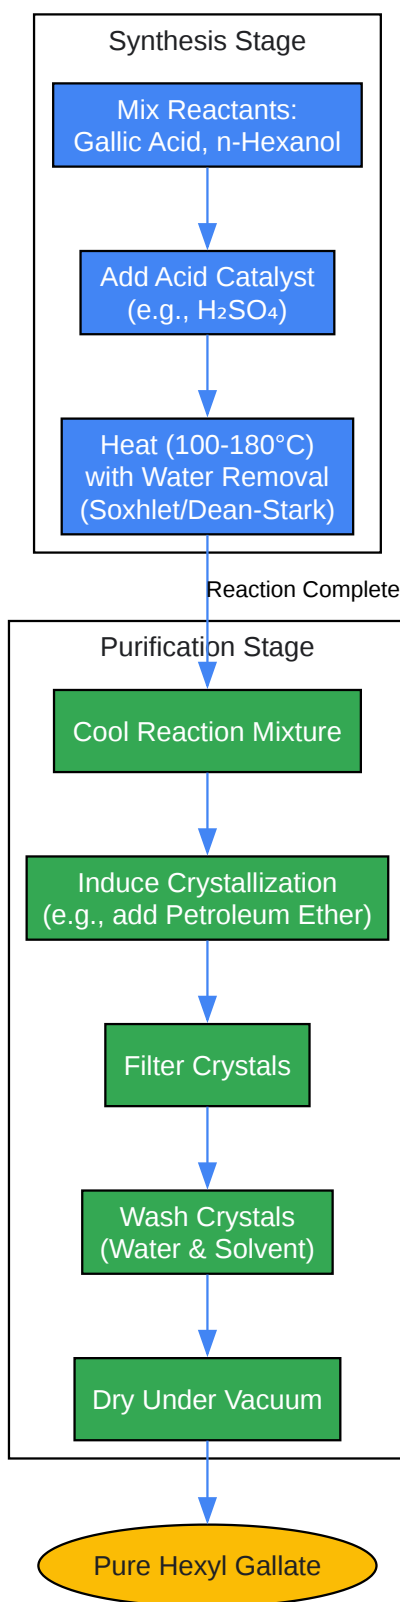 Synthesis Stage
Mix Reactants:
Gallic Acid, n-Hexanol
Add Acid Catalyst
(e.g., H₂SO₄)
Heat (100-180°C)
with Water Removal
(Soxhlet/Dean-Stark)
Reaction Complete
Purification Stage
Cool Reaction Mixture
Induce Crystallization
(e.g., add Petroleum Ether)
Filter Crystals
Wash Crystals
(Water & Solvent)
Dry Under Vacuum
Pure Hexyl Gallate